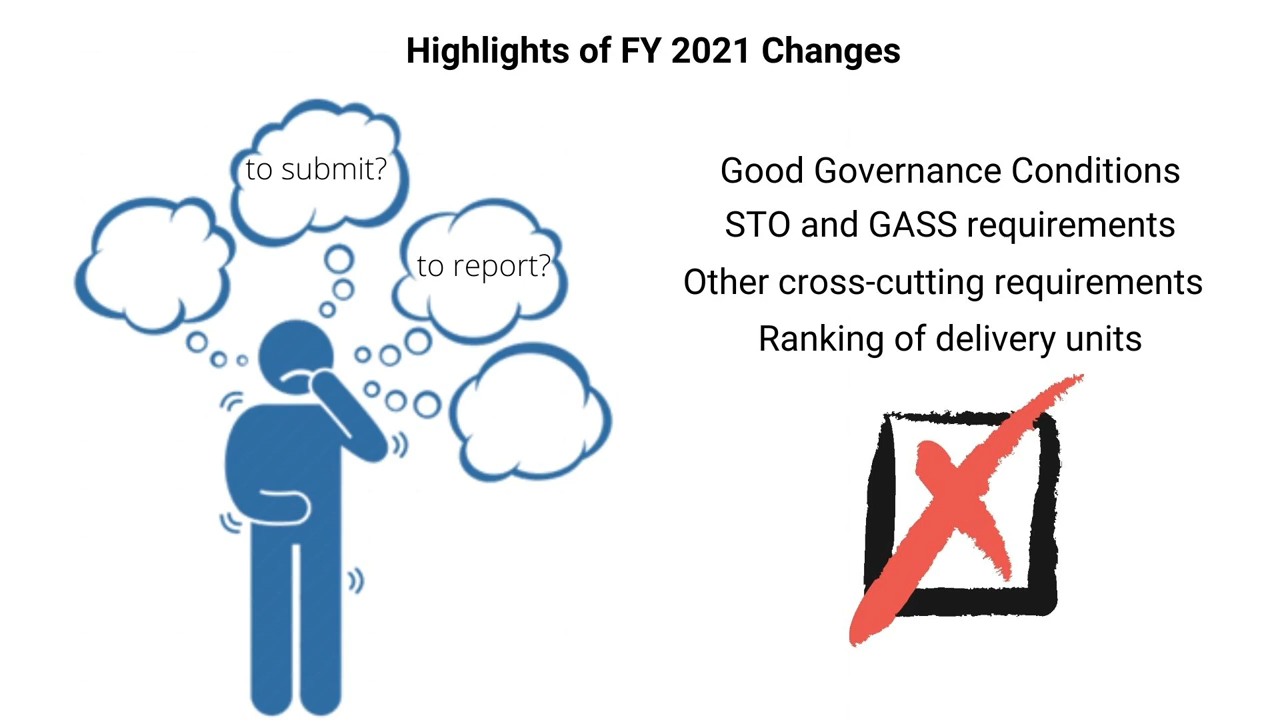 Highlights of FY 2021 Changes
to submit?
to report?
Good Governance Conditions
STO and GASS requirements
Other cross-cutting requirements
Ranking of delivery units